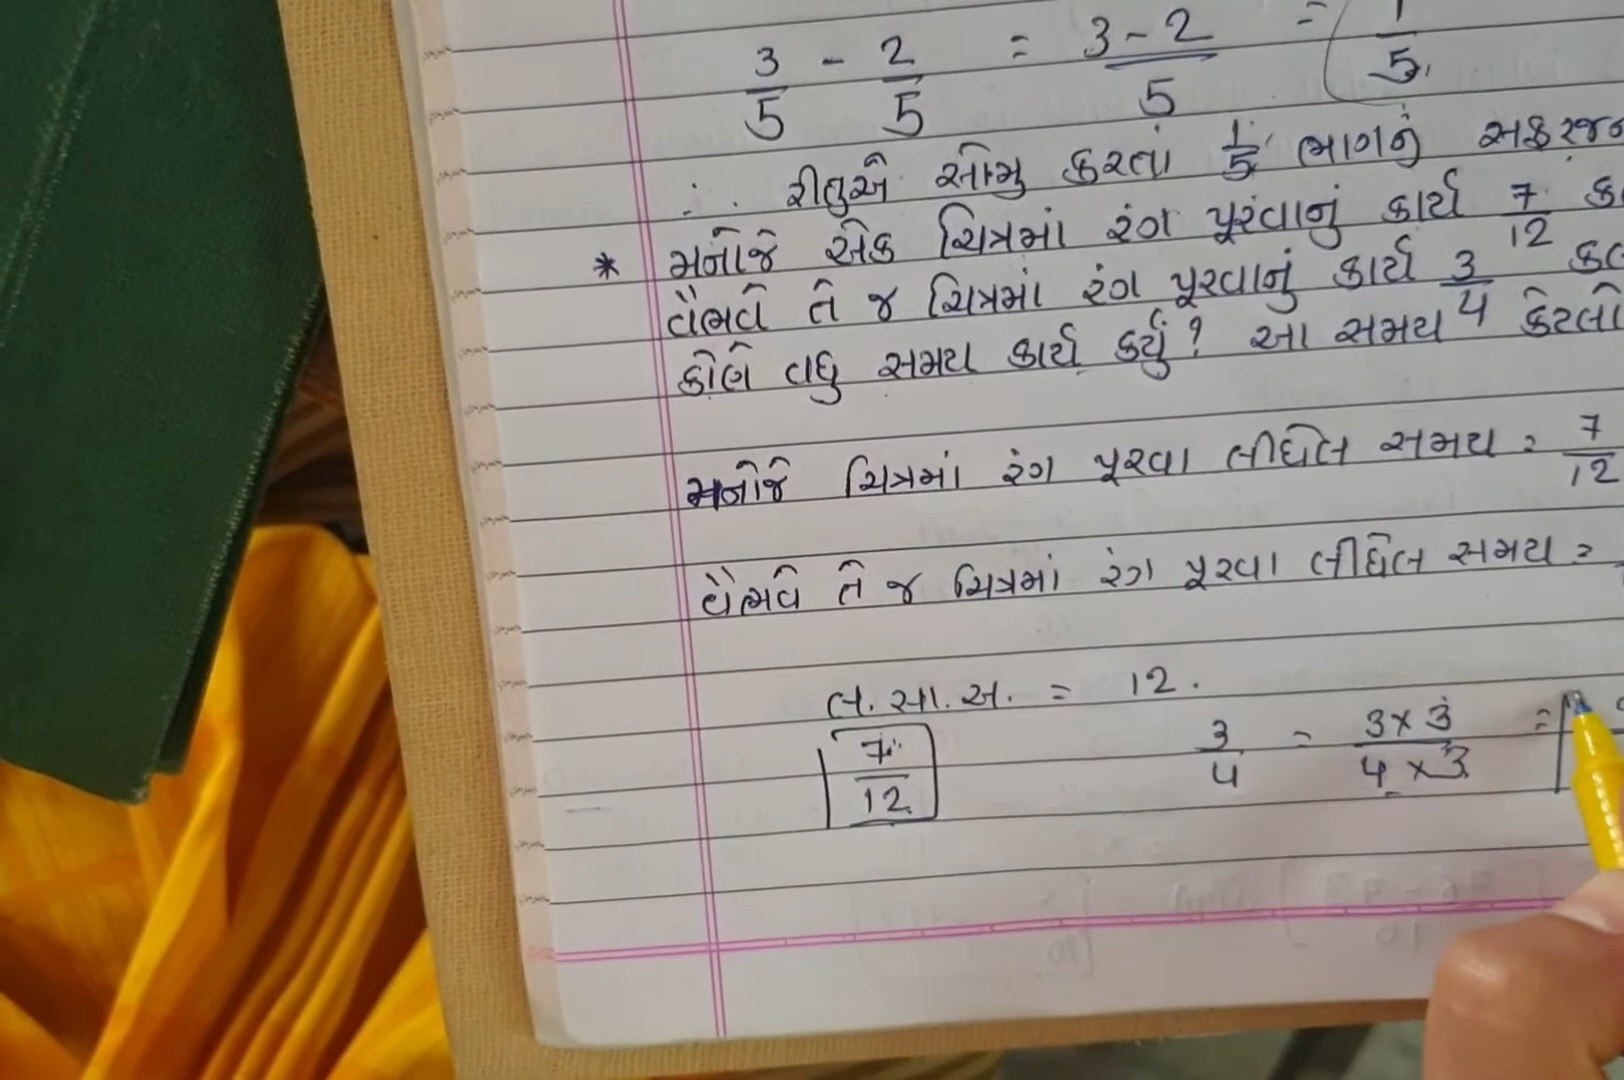 3/5 - 2/5 = 3-2/5 = 1/5
∴ રીતુએ સોમુ કરતાં 1/5 ભાગનું સફરજન
* મનોજે એક ચિત્રમાં રંગ પૂરવાનું કાર્ય 7/12
વૈભવે તે જ ચિત્રમાં રંગ પૂરવાનું કાર્ય 3/4
કોણે વધુ સમય કાર્ય કર્યું? આ સમય કેટલો
મનોજે ચિત્રમાં રંગ પૂરવા લીધેલ સમય = 7/12
વૈભવે તે જ ચિત્રમાં રંગ પૂરવા લીધેલ સમય =
લ.સા.અ. = 12.
7/12 3/4 = 3×3/4×3 =